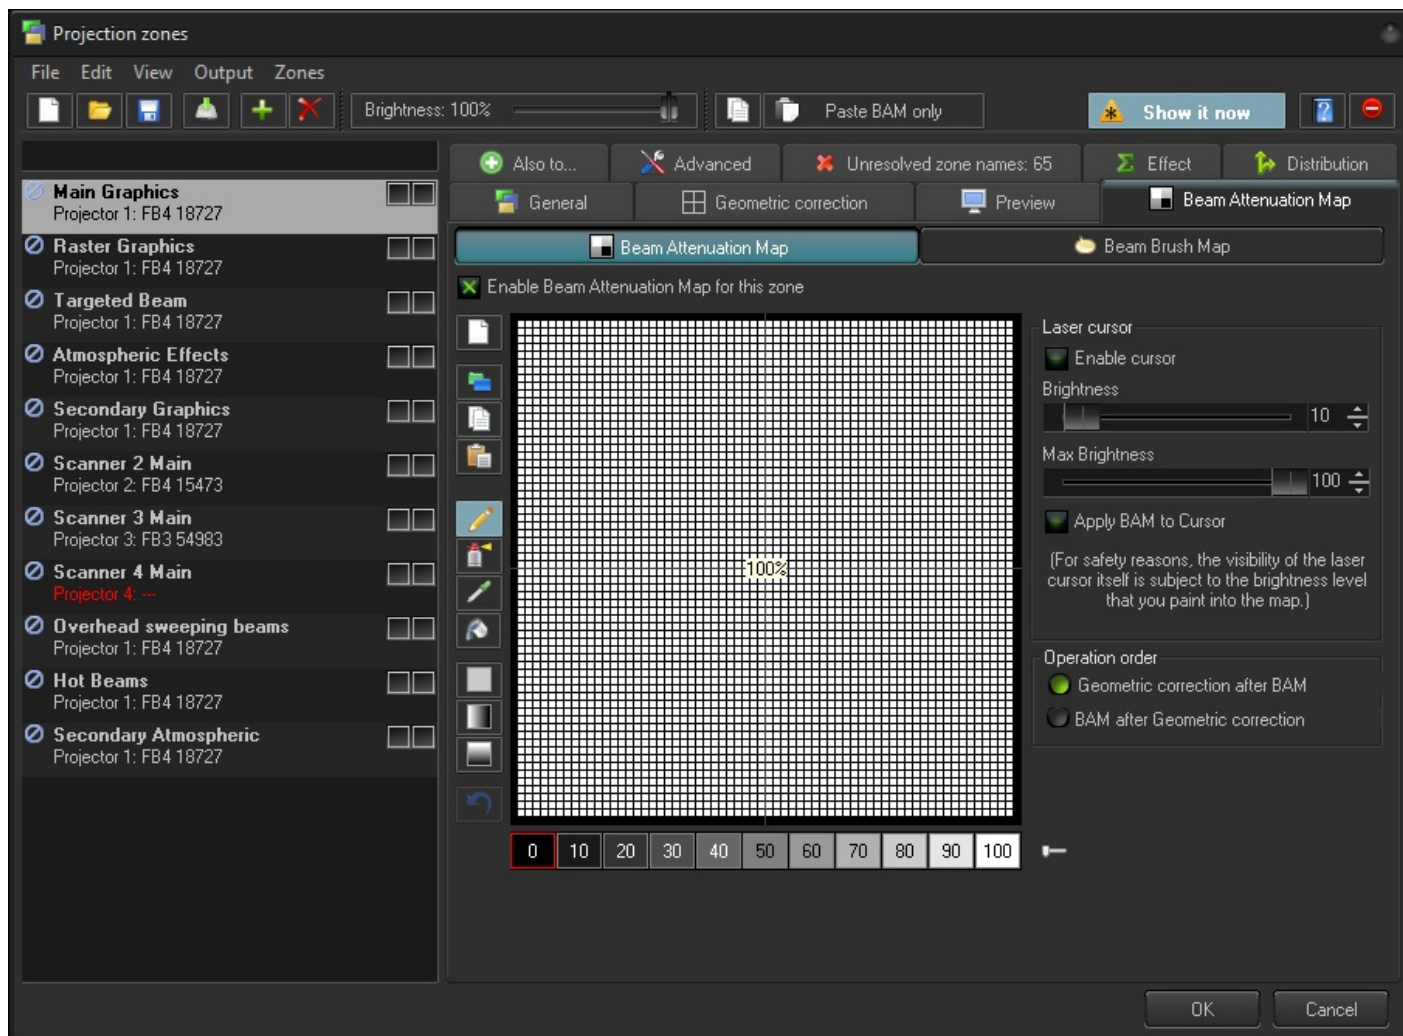 Projection zones
File Edit View Output Zones
Brightness: 100% Paste BAM only Show it now
Also to... Advanced Unresolved zone names: 65 Effect Distribution
General Geometric correction Preview Beam Attenuation Map
Beam Attenuation Map Beam Brush Map
Enable Beam Attenuation Map for this zone
Main Graphics
Projector 1: FB4 18727
Raster Graphics
Projector 1: FB4 18727
Targeted Beam
Projector 1: FB4 18727
Atmospheric Effects
Projector 1: FB4 18727
Secondary Graphics
Projector 1: FB4 18727
Scanner 2 Main
Projector 2: FB4 15473
Scanner 3 Main
Projector 3: FB3 54983
Scanner 4 Main
Projector 4: ---
Overhead sweeping beams
Projector 1: FB4 18727
Hot Beams
Projector 1: FB4 18727
Secondary Atmospheric
Projector 1: FB4 18727
100%
0 10 20 30 40 50 60 70 80 90 100
Laser cursor
Enable cursor
Brightness
10
Max Brightness
100
Apply BAM to Cursor
(For safety reasons, the visibility of the laser
cursor itself is subject to the brightness level
that you paint into the map.)
Operation order
Geometric correction after BAM
BAM after Geometric correction
OK Cancel